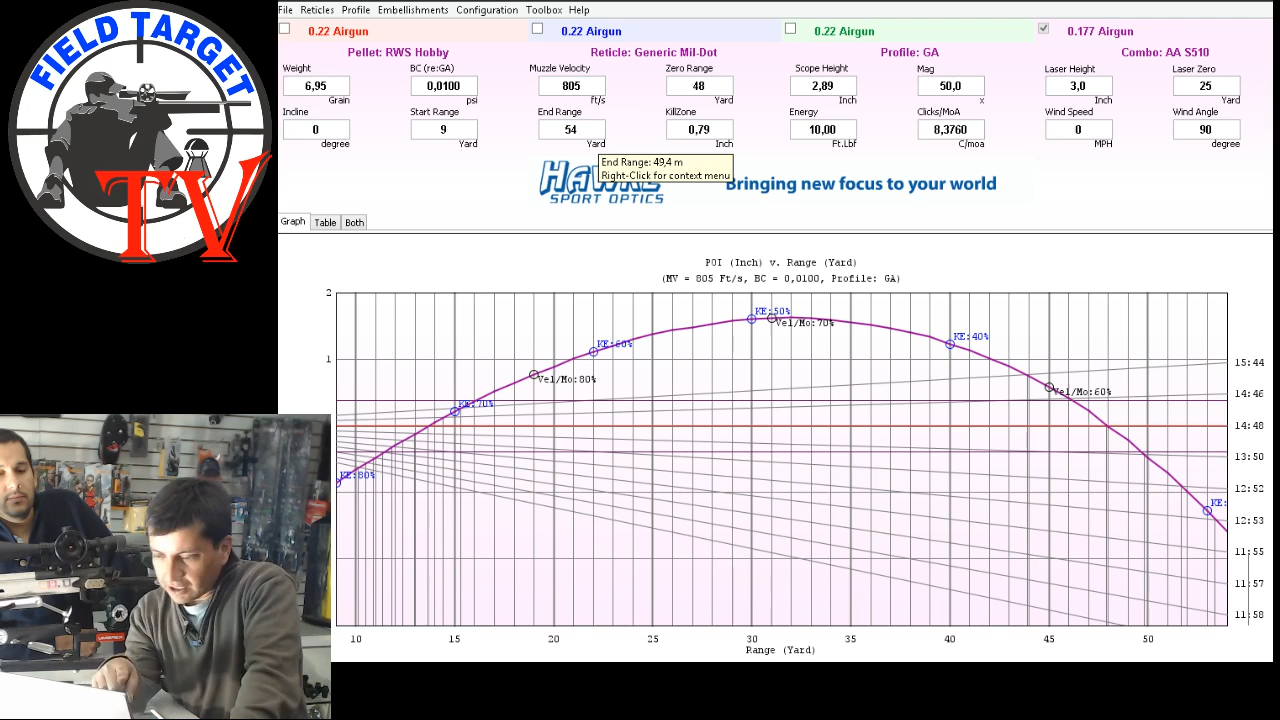 FIELD TARGET
TV
File Reticles Profile Embellishments Configuration Toolbox Help
0.22 Airgun 0.22 Airgun 0.22 Airgun 0.177 Airgun
Pellet: RWS Hobby Reticle: Generic Mil-Dot Profile: GA Combo: AA S510
Weight BC (re:GA) Muzzle Velocity Zero Range Scope Height Mag Laser Height Laser Zero
6,95 0,0100 805 48 2,89 50,0 3,0 25
Grain psi ft/s Yard Inch x Inch Yard
Incline Start Range End Range KillZone Energy Clicks/MoA Wind Speed Wind Angle
0 9 54 0,79 10,00 8,3760 0 90
degree Yard Yard Inch Ft.Lbf C/moa MPH degree
End Range: 49,4 m
Right-Click for context menu
HAWKE
SPORT OPTICS
Bringing new focus to your world
Graph Table Both
POI (Inch) v. Range (Yard)
(MV = 805 Ft/s, BC = 0,0100, Profile: GA)
2
KE:50%
Vel/Mo:70%
KE:60%
KE:40%
1
15:44
Vel/Mo:80%
Vel/Mo:60%
14:46
KE:70%
14:48
13:50
KE:80%
12:52
KE:
12:53
11:55
11:57
11:58
10 15 20 25 30 35 40 45 50
Range (Yard)
UMAREX